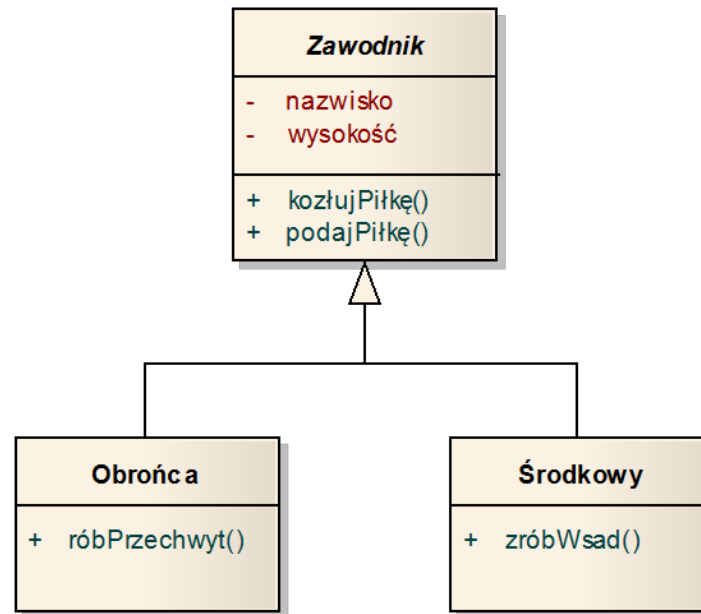 Zawodnik
- nazwisko
- wysokość
+ kozłujPiłkę()
+ podajPiłkę()
Obrońca
+ róbPrzechwyt()
Środkowy
+ zróbWsad()